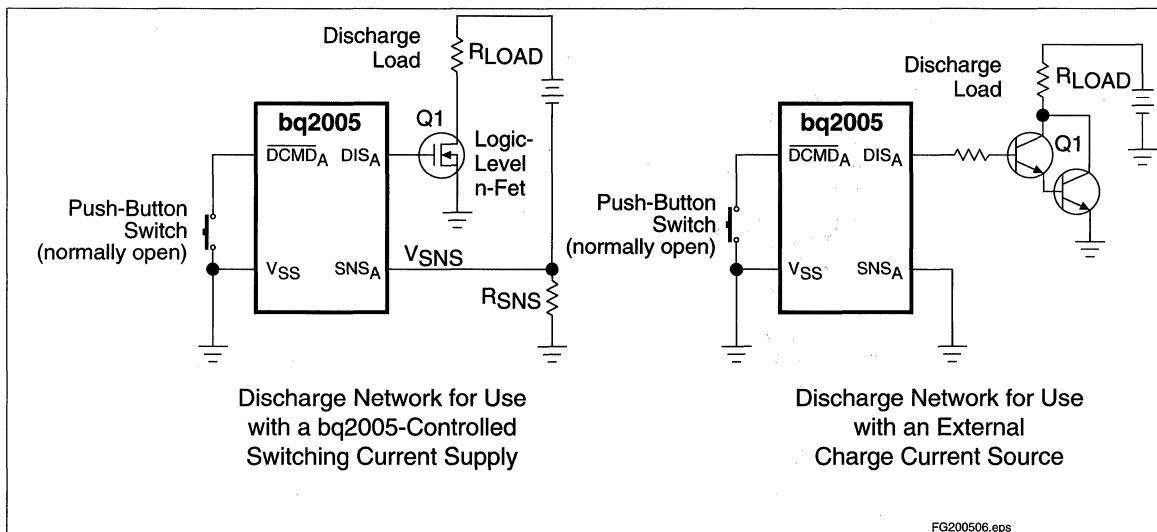 Discharge
Load
RLOAD
bq2005
Q1
DCMDA
DISA
Logic-
Level
n-Fet
Push-Button
Switch
(normally open)
VSS
SNSA
VSNS
RSNS
Discharge Network for Use
with a bq2005-Controlled
Switching Current Supply
Discharge
Load
RLOAD
bq2005
Q1
DCMDA
DISA
Push-Button
Switch
(normally open)
VSS
SNSA
Discharge Network for Use
with an External
Charge Current Source
FG200506.eps